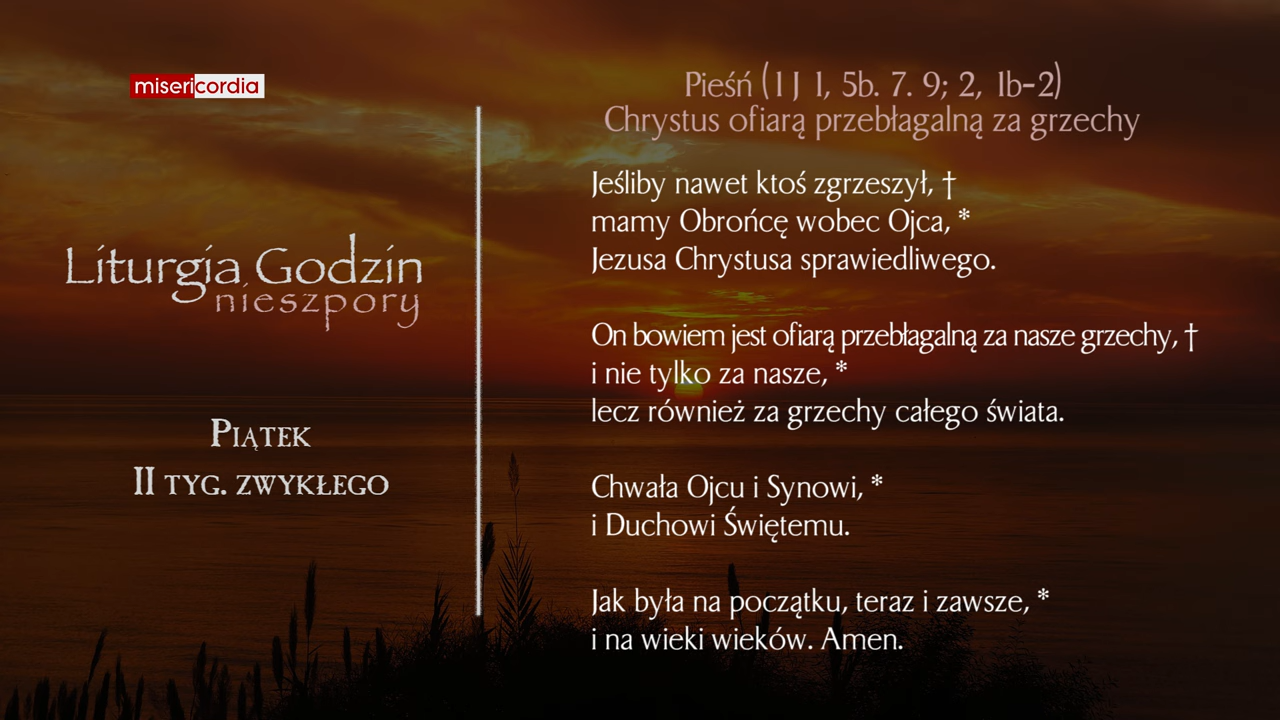 misericordia
Liturgia Godzin
nieszpory
Piątek
II tyg. zwykłego
Pieśń (1 J 1, 5b. 7. 9; 2, 1b-2)
Chrystus ofiarą przebłagalną za grzechy
Jeśliby nawet ktoś zgrzeszył, †
mamy Obrońcę wobec Ojca, *
Jezusa Chrystusa sprawiedliwego.
On bowiem jest ofiarą przebłagalną za nasze grzechy, †
i nie tylko za nasze, *
lecz również za grzechy całego świata.
Chwała Ojcu i Synowi, *
i Duchowi Świętemu.
Jak była na początku, teraz i zawsze, *
i na wieki wieków. Amen.